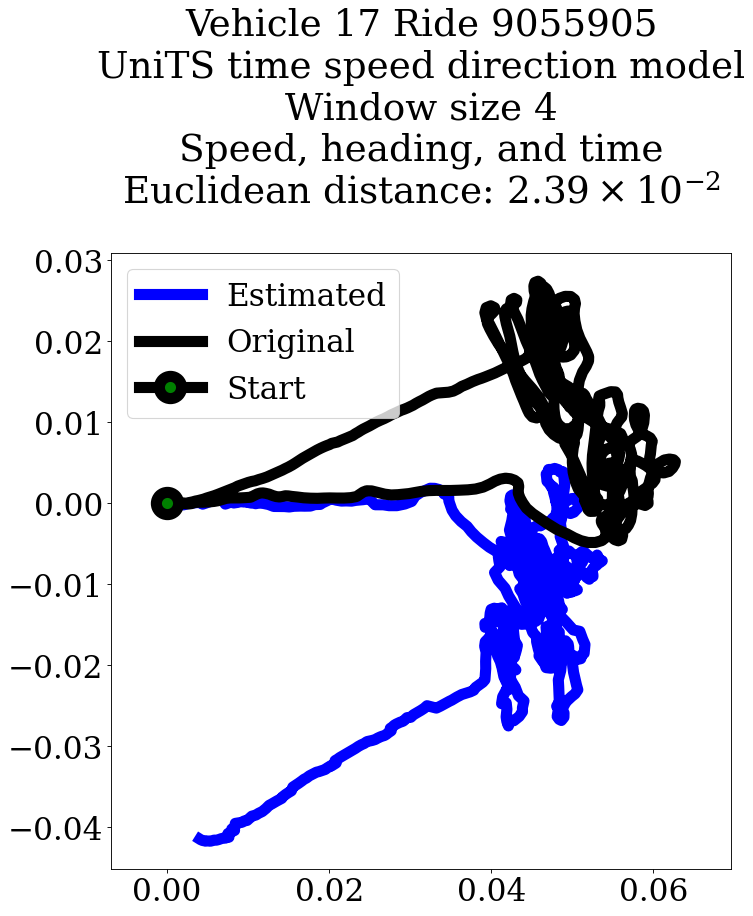 Vehicle 17 Ride 9055905
UniTS time speed direction model
Window size 4
Speed, heading, and time
Euclidean distance: 2.39 × 10⁻²
0.03
0.02
0.01
0.00
−0.01
−0.02
−0.03
−0.04
Estimated
Original
Start
0.00 0.02 0.04 0.06